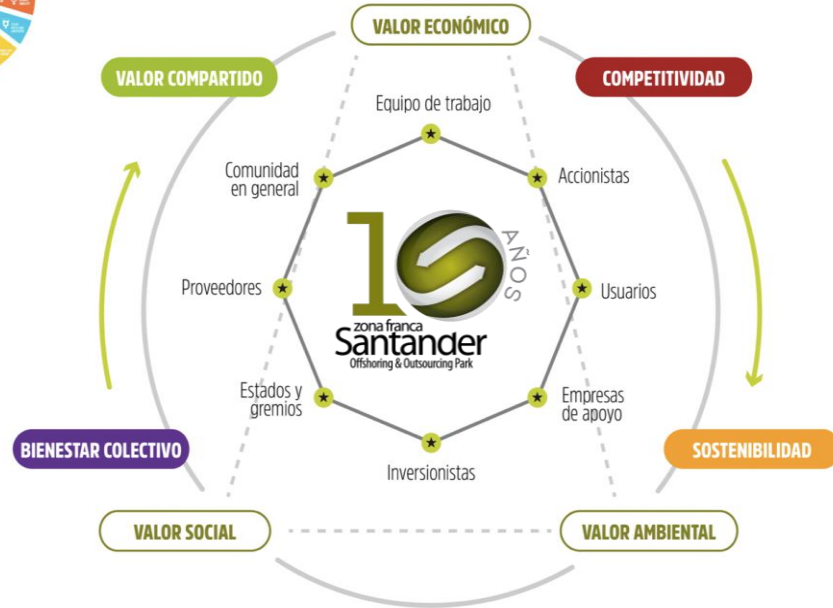 VALOR ECONÓMICO
VALOR COMPARTIDO
COMPETITIVIDAD
Equipo de trabajo
Comunidad
en general
Accionistas
10
AÑOS
Proveedores
Usuarios
zona franca
Santander
Offshoring & Outsourcing Park
Estados y
gremios
Empresas
de apoyo
BIENESTAR COLECTIVO
Inversionistas
SOSTENIBILIDAD
VALOR SOCIAL
VALOR AMBIENTAL